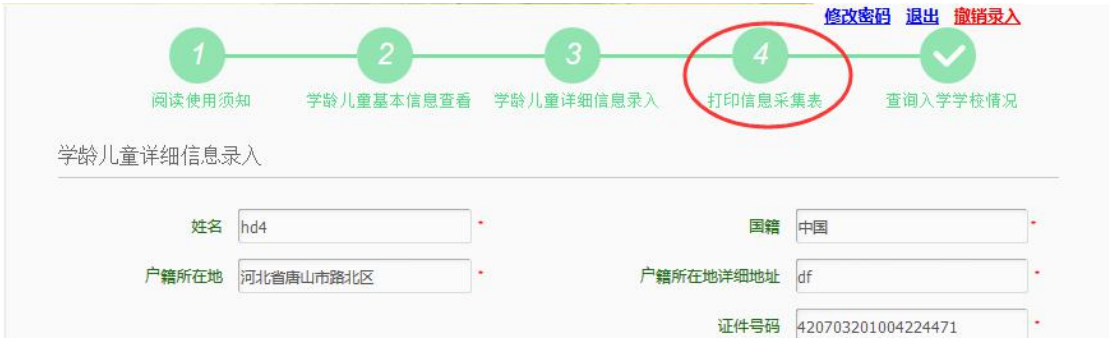 修改密码 退出 撤销录入
1 2 3 4
阅读使用须知 学龄儿童基本信息查看 学龄儿童详细信息录入 打印信息采集表 查询入学学校情况
学龄儿童详细信息录入
姓名 hd4 * 国籍 中国 *
户籍所在地 河北省唐山市路北区 * 户籍所在地详细地址 df *
证件号码 420703201004224471 *